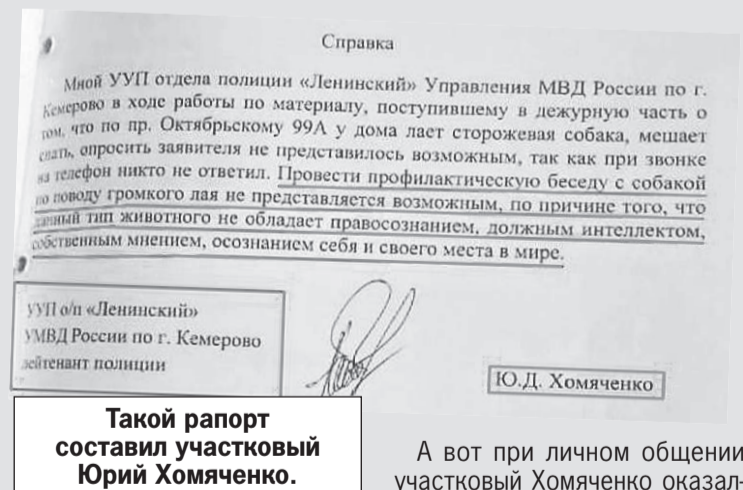 Справка
Мной УУП отдела полиции «Ленинский» Управления МВД России по г.
Кемерово в ходе работы по материалу, поступившему в дежурную часть о
том, что по пр. Октябрьскому 99А у дома лает сторожевая собака, мешает
спать, опросить заявителя не представилось возможным, так как при звонке
на телефон никто не ответил. Провести профилактическую беседу с собакой
по поводу громкого лая не представляется возможным, по причине того, что
данный тип животного не обладает правосознанием, должным интеллектом,
собственным мнением, осознанием себя и своего места в мире.
УУП о/п «Ленинский»
УМВД России по г. Кемерово
лейтенант полиции
Ю.Д. Хомяченко
Такой рапорт
составил участковый
Юрий Хомяченко.
А вот при личном общении
участковый Хомяченко оказал-